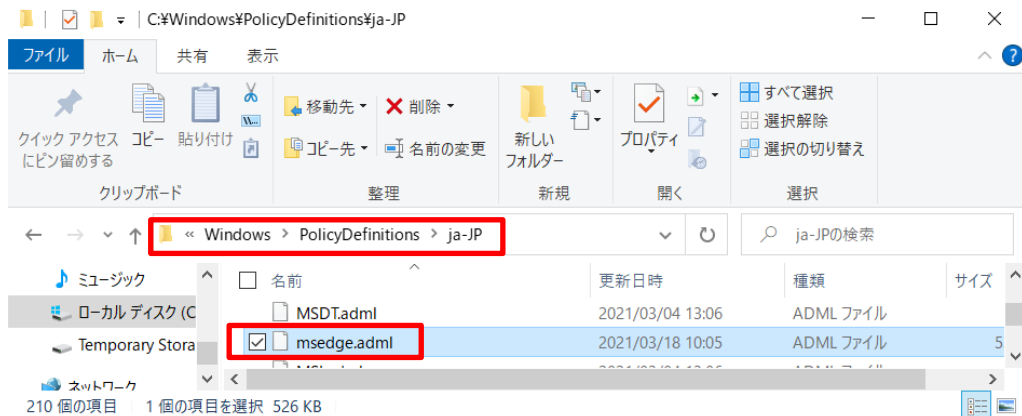 C:¥Windows¥PolicyDefinitions¥ja-JP
ファイル ホーム 共有 表示
クイック アクセス
にピン留めする
コピー
貼り付け
移動先
コピー先
削除
名前の変更
新しい
フォルダー
プロパティ
すべて選択
選択解除
選択の切り替え
クリップボード 整理 新規 開く 選択
« Windows > PolicyDefinitions > ja-JP
ja-JPの検索
ミュージック
ローカル ディスク (C
Temporary Stora
ネットワーク
名前 更新日時 種類 サイズ
MSDT.adml 2021/03/04 13:06 ADML ファイル
msedge.adml 2021/03/18 10:05 ADML ファイル 5
210 個の項目 1 個の項目を選択 526 KB